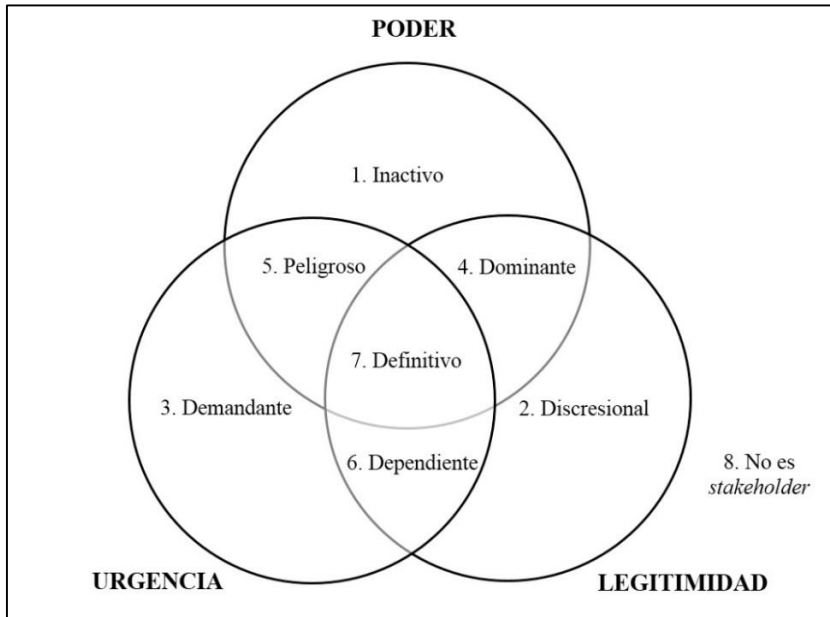 PODER
1. Inactivo
5. Peligroso
4. Dominante
7. Definitivo
3. Demandante
2. Discresional
6. Dependiente
8. No es
stakeholder
URGENCIA
LEGITIMIDAD